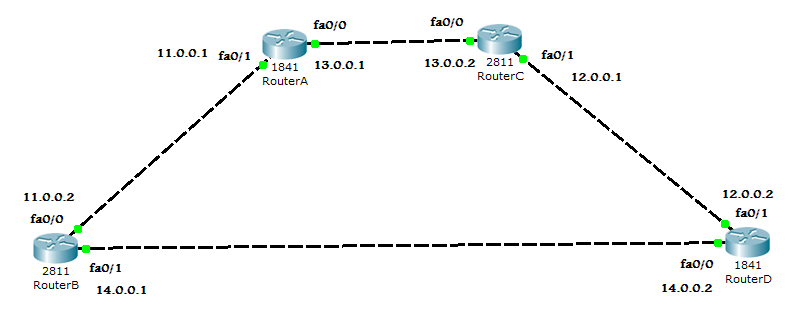 fa0/0
fa0/0
11.0.0.1
fa0/1
1841
RouterA
13.0.0.1
13.0.0.2
2811
RouterC
fa0/1
12.0.0.1
11.0.0.2
fa0/0
2811
RouterB
fa0/1
14.0.0.1
12.0.0.2
fa0/1
fa0/0
1841
RouterD
14.0.0.2